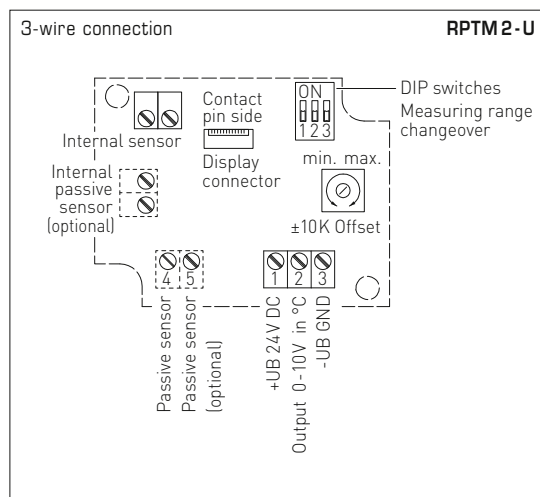 3-wire connection
RPTM 2-U
ON
1 2 3
DIP switches
Measuring range
changeover
Contact
pin side
Display
connector
Internal sensor
Internal
passive
sensor
(optional)
min. max.
±10K Offset
4 5
1 2 3
Passive sensor
Passive sensor
(optional)
+UB 24V DC
Output 0-10V in °C
-UB GND